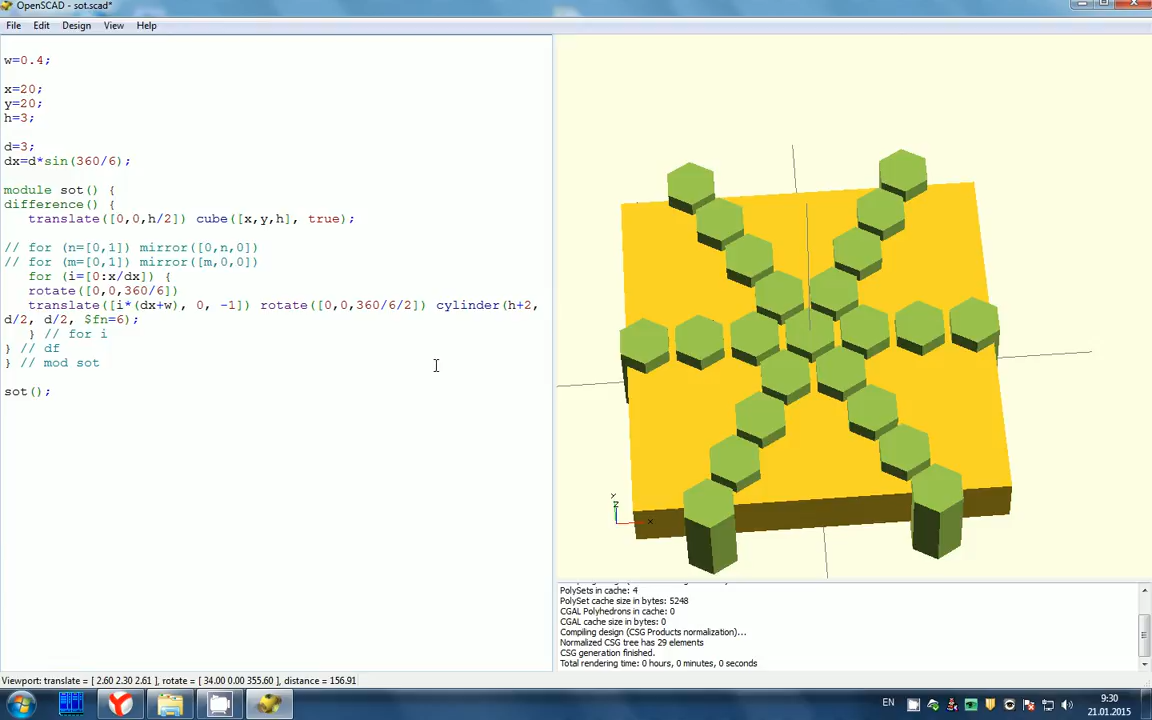 OpenSCAD - sot.scad*
File Edit Design View Help
w=0.4;
x=20;
y=20;
h=3;
d=3;
dx=d*sin(360/6);
module sot() {
difference() {
translate([0,0,h/2]) cube([x,y,h], true);
// for (n=[0,1]) mirror([0,n,0])
// for (m=[0,1]) mirror([m,0,0])
for (i=[0:x/dx]) {
rotate([0,0,360/6])
translate([i*(dx+w), 0, -1]) rotate([0,0,360/6/2]) cylinder(h+2,
d/2, d/2, $fn=6);
} // for i
} // df
} // mod sot
sot();
Y
Z
X
PolySets in cache: 4
PolySet cache size in bytes: 5248
CGAL Polyhedrons in cache: 0
CGAL cache size in bytes: 0
Compiling design (CSG Products normalization)...
Normalized CSG tree has 29 elements
CSG generation finished.
Total rendering time: 0 hours, 0 minutes, 0 seconds
Viewport: translate = [ 2.60 2.30 2.61 ], rotate = [ 34.00 0.00 355.60 ], distance = 156.91
EN
9:30
21.01.2015